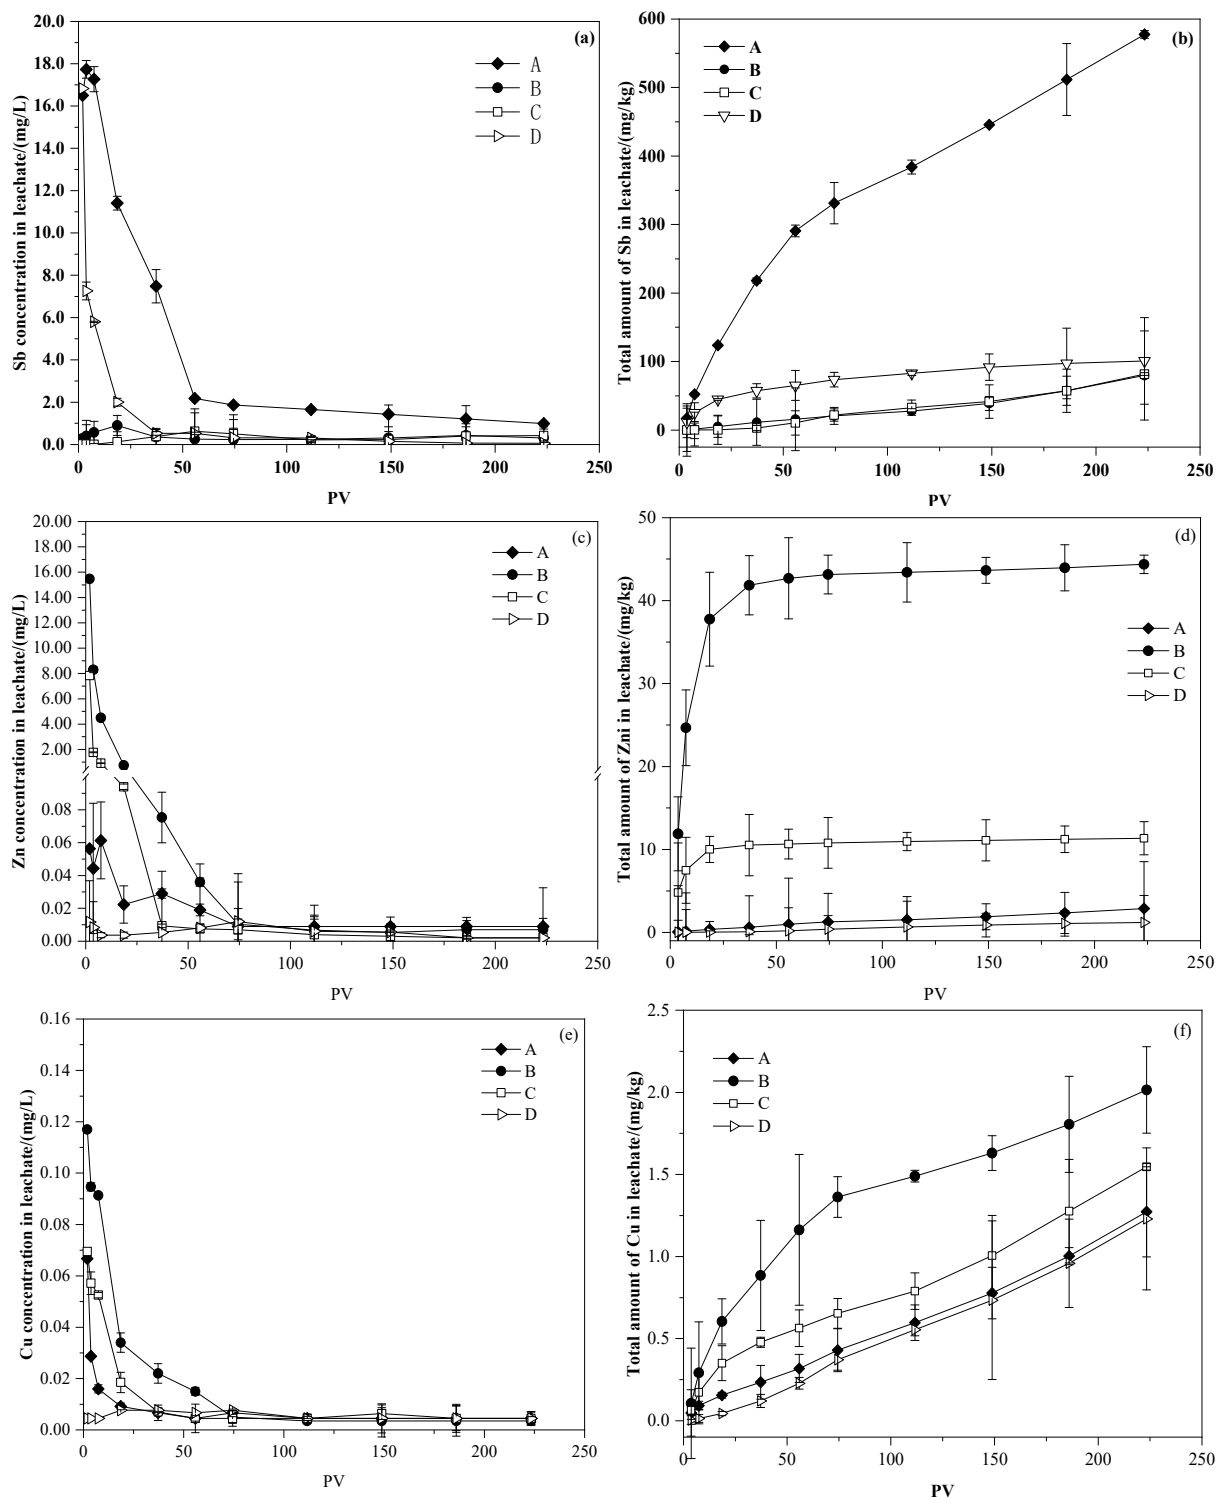 (a)
20.0
18.0
16.0
14.0
12.0
10.0
8.0
6.0
4.0
2.0
0.0
0
50
100
150
200
250
Sb concentration in leachate/(mg/L)
PV
A
B
C
D
(b)
600
500
400
300
200
100
0
0
50
100
150
200
250
Total amount of Sb in leachate/(mg/kg)
PV
A
B
C
D
(c)
20.00
18.00
16.00
14.00
12.00
10.00
8.00
6.00
4.00
2.00
0.08
0.06
0.04
0.02
0.00
0
50
100
150
200
250
Zn concentration in leachate/(mg/L)
PV
A
B
C
D
(d)
50
40
30
20
10
0
0
50
100
150
200
250
Total amount of Zni in leachate/(mg/kg)
PV
A
B
C
D
(e)
0.16
0.14
0.12
0.10
0.08
0.06
0.04
0.02
0.00
0
50
100
150
200
250
Cu concentration in leachate/(mg/L)
PV
A
B
C
D
(f)
2.5
2.0
1.5
1.0
0.5
0.0
0
50
100
150
200
250
Total amount of Cu in leachate/(mg/kg)
PV
A
B
C
D